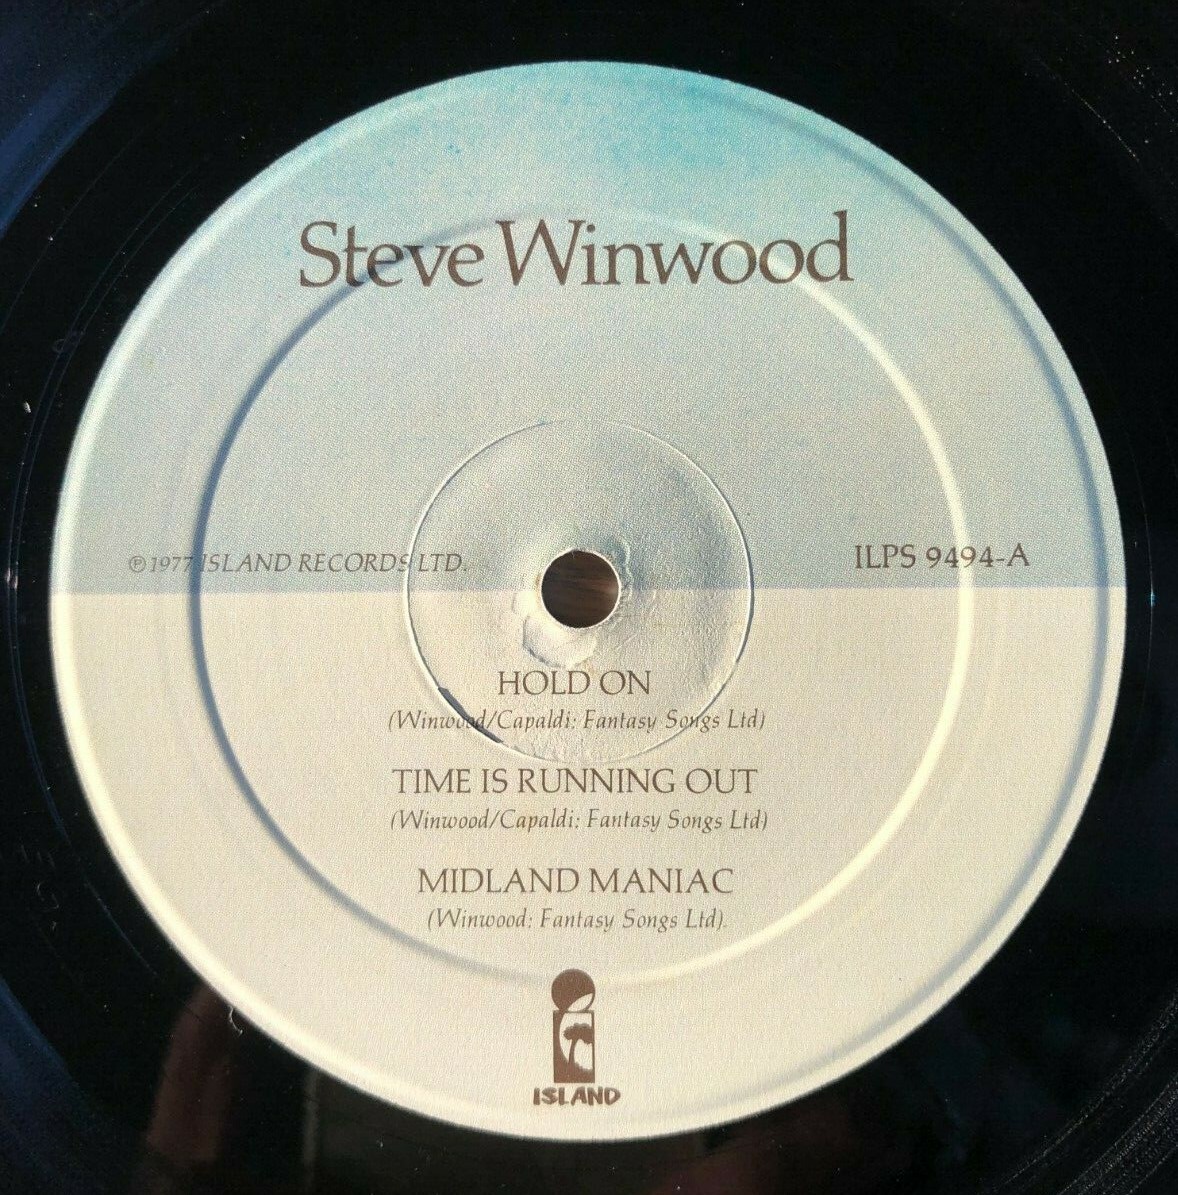 Steve Winwood
℗ 1977 ISLAND RECORDS LTD.
ILPS 9494-A
HOLD ON
(Winwood/Capaldi: Fantasy Songs Ltd)
TIME IS RUNNING OUT
(Winwood/Capaldi: Fantasy Songs Ltd)
MIDLAND MANIAC
(Winwood: Fantasy Songs Ltd).
ISLAND